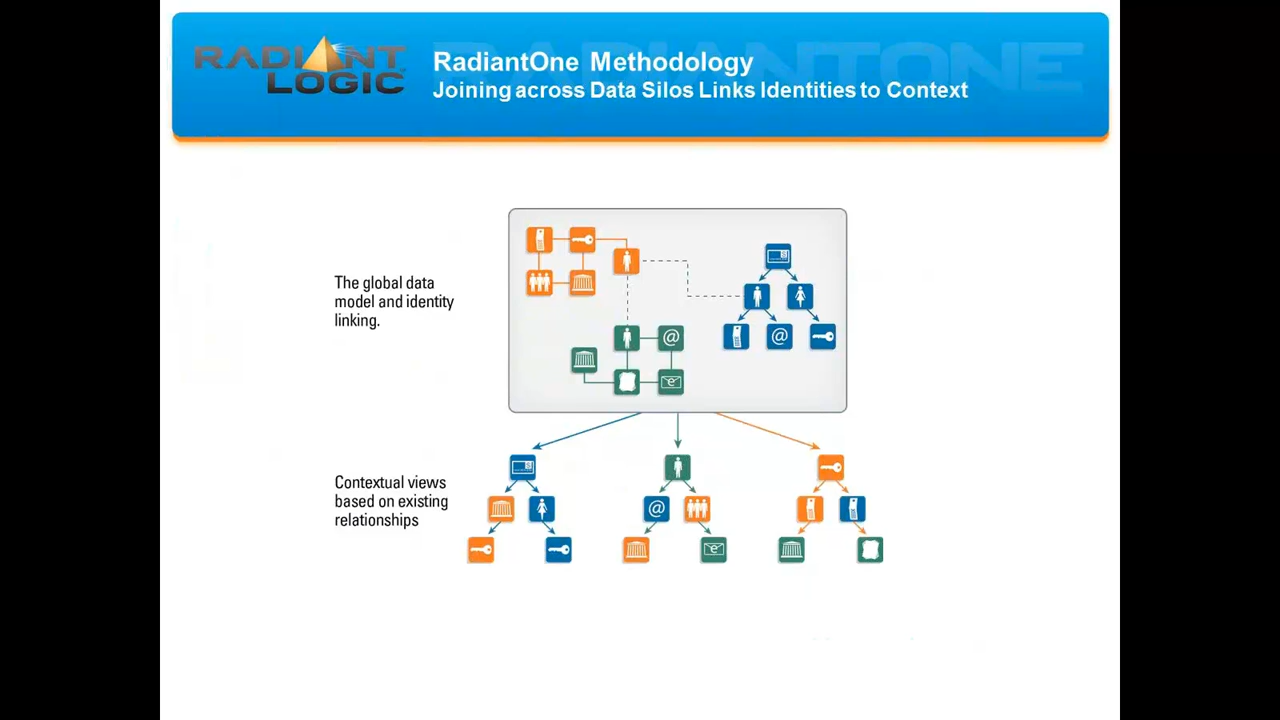 RADIANT
LOGIC
RADIANTONE
RadiantOne Methodology
Joining across Data Silos Links Identities to Context
The global data
model and identity
linking.
@
@
e
Contextual views
based on existing
relationships
@
e